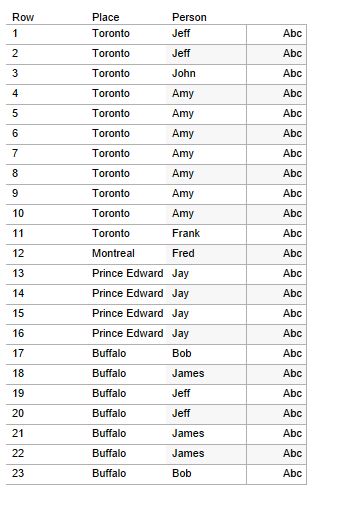 Row Place Person
1 Toronto Jeff Abc
2 Toronto Jeff Abc
3 Toronto John Abc
4 Toronto Amy Abc
5 Toronto Amy Abc
6 Toronto Amy Abc
7 Toronto Amy Abc
8 Toronto Amy Abc
9 Toronto Amy Abc
10 Toronto Amy Abc
11 Toronto Frank Abc
12 Montreal Fred Abc
13 Prince Edward Jay Abc
14 Prince Edward Jay Abc
15 Prince Edward Jay Abc
16 Prince Edward Jay Abc
17 Buffalo Bob Abc
18 Buffalo James Abc
19 Buffalo Jeff Abc
20 Buffalo Jeff Abc
21 Buffalo James Abc
22 Buffalo James Abc
23 Buffalo Bob Abc